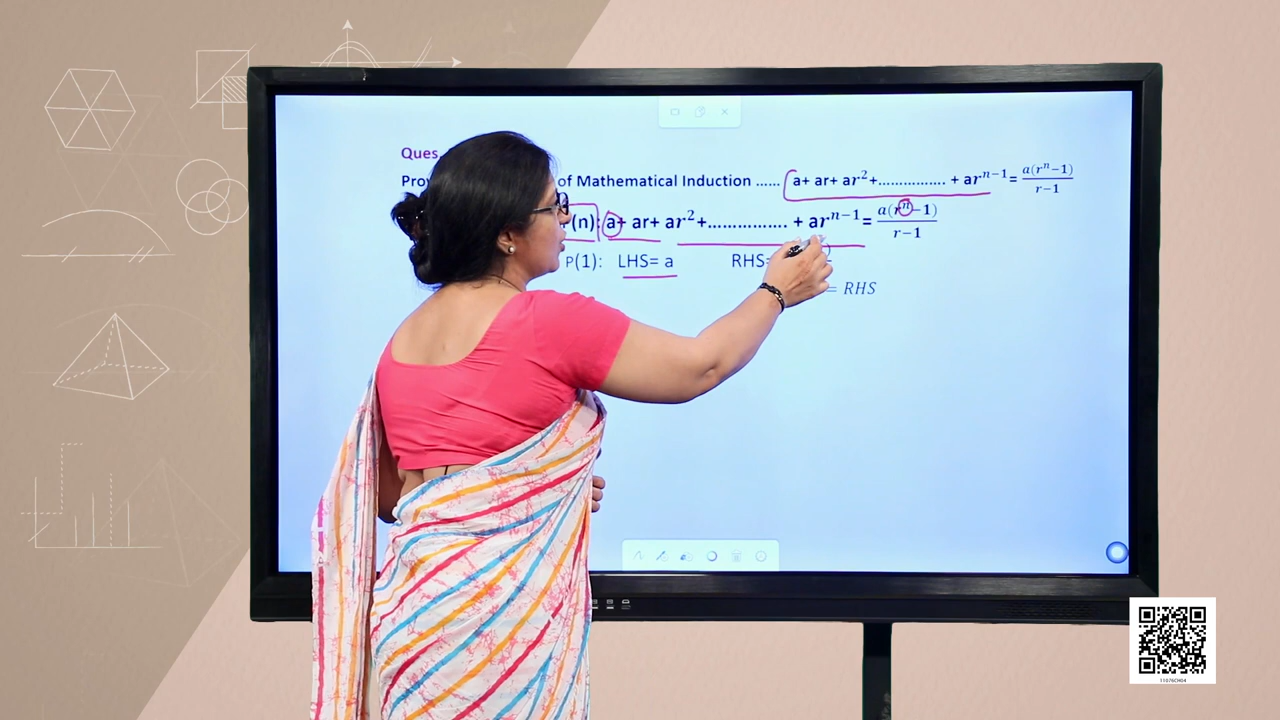 Ques
of Mathematical Induction ...... a+ ar+ ar²+................ + arⁿ⁻¹= a(rⁿ−1)/r−1
(n): a+ ar+ ar²+................ + arⁿ⁻¹= a(rⁿ−1)/r−1
P(1): LHS= a RHS=
= RHS
11076CH04